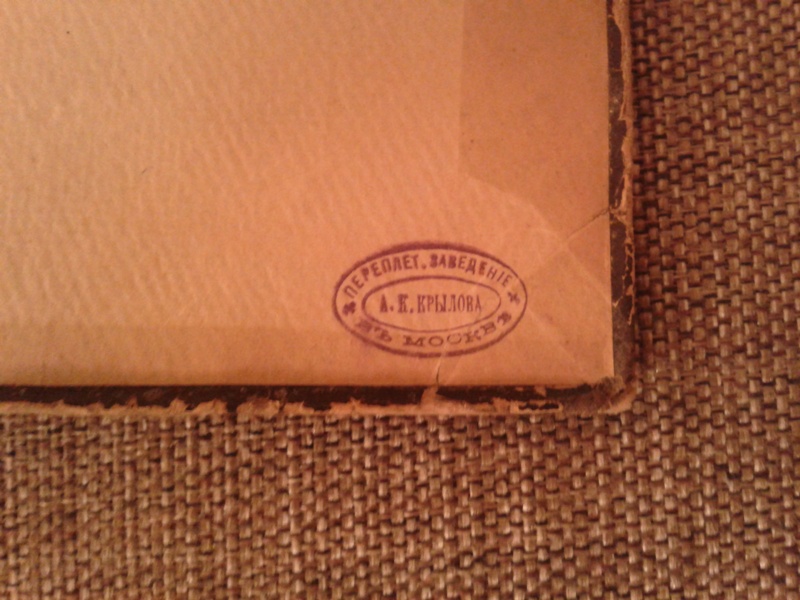 ПЕРЕПЛЕТ. ЗАВЕДЕНІЕ
А. К. КРЫЛОВА
ВЪ МОСКВѢ